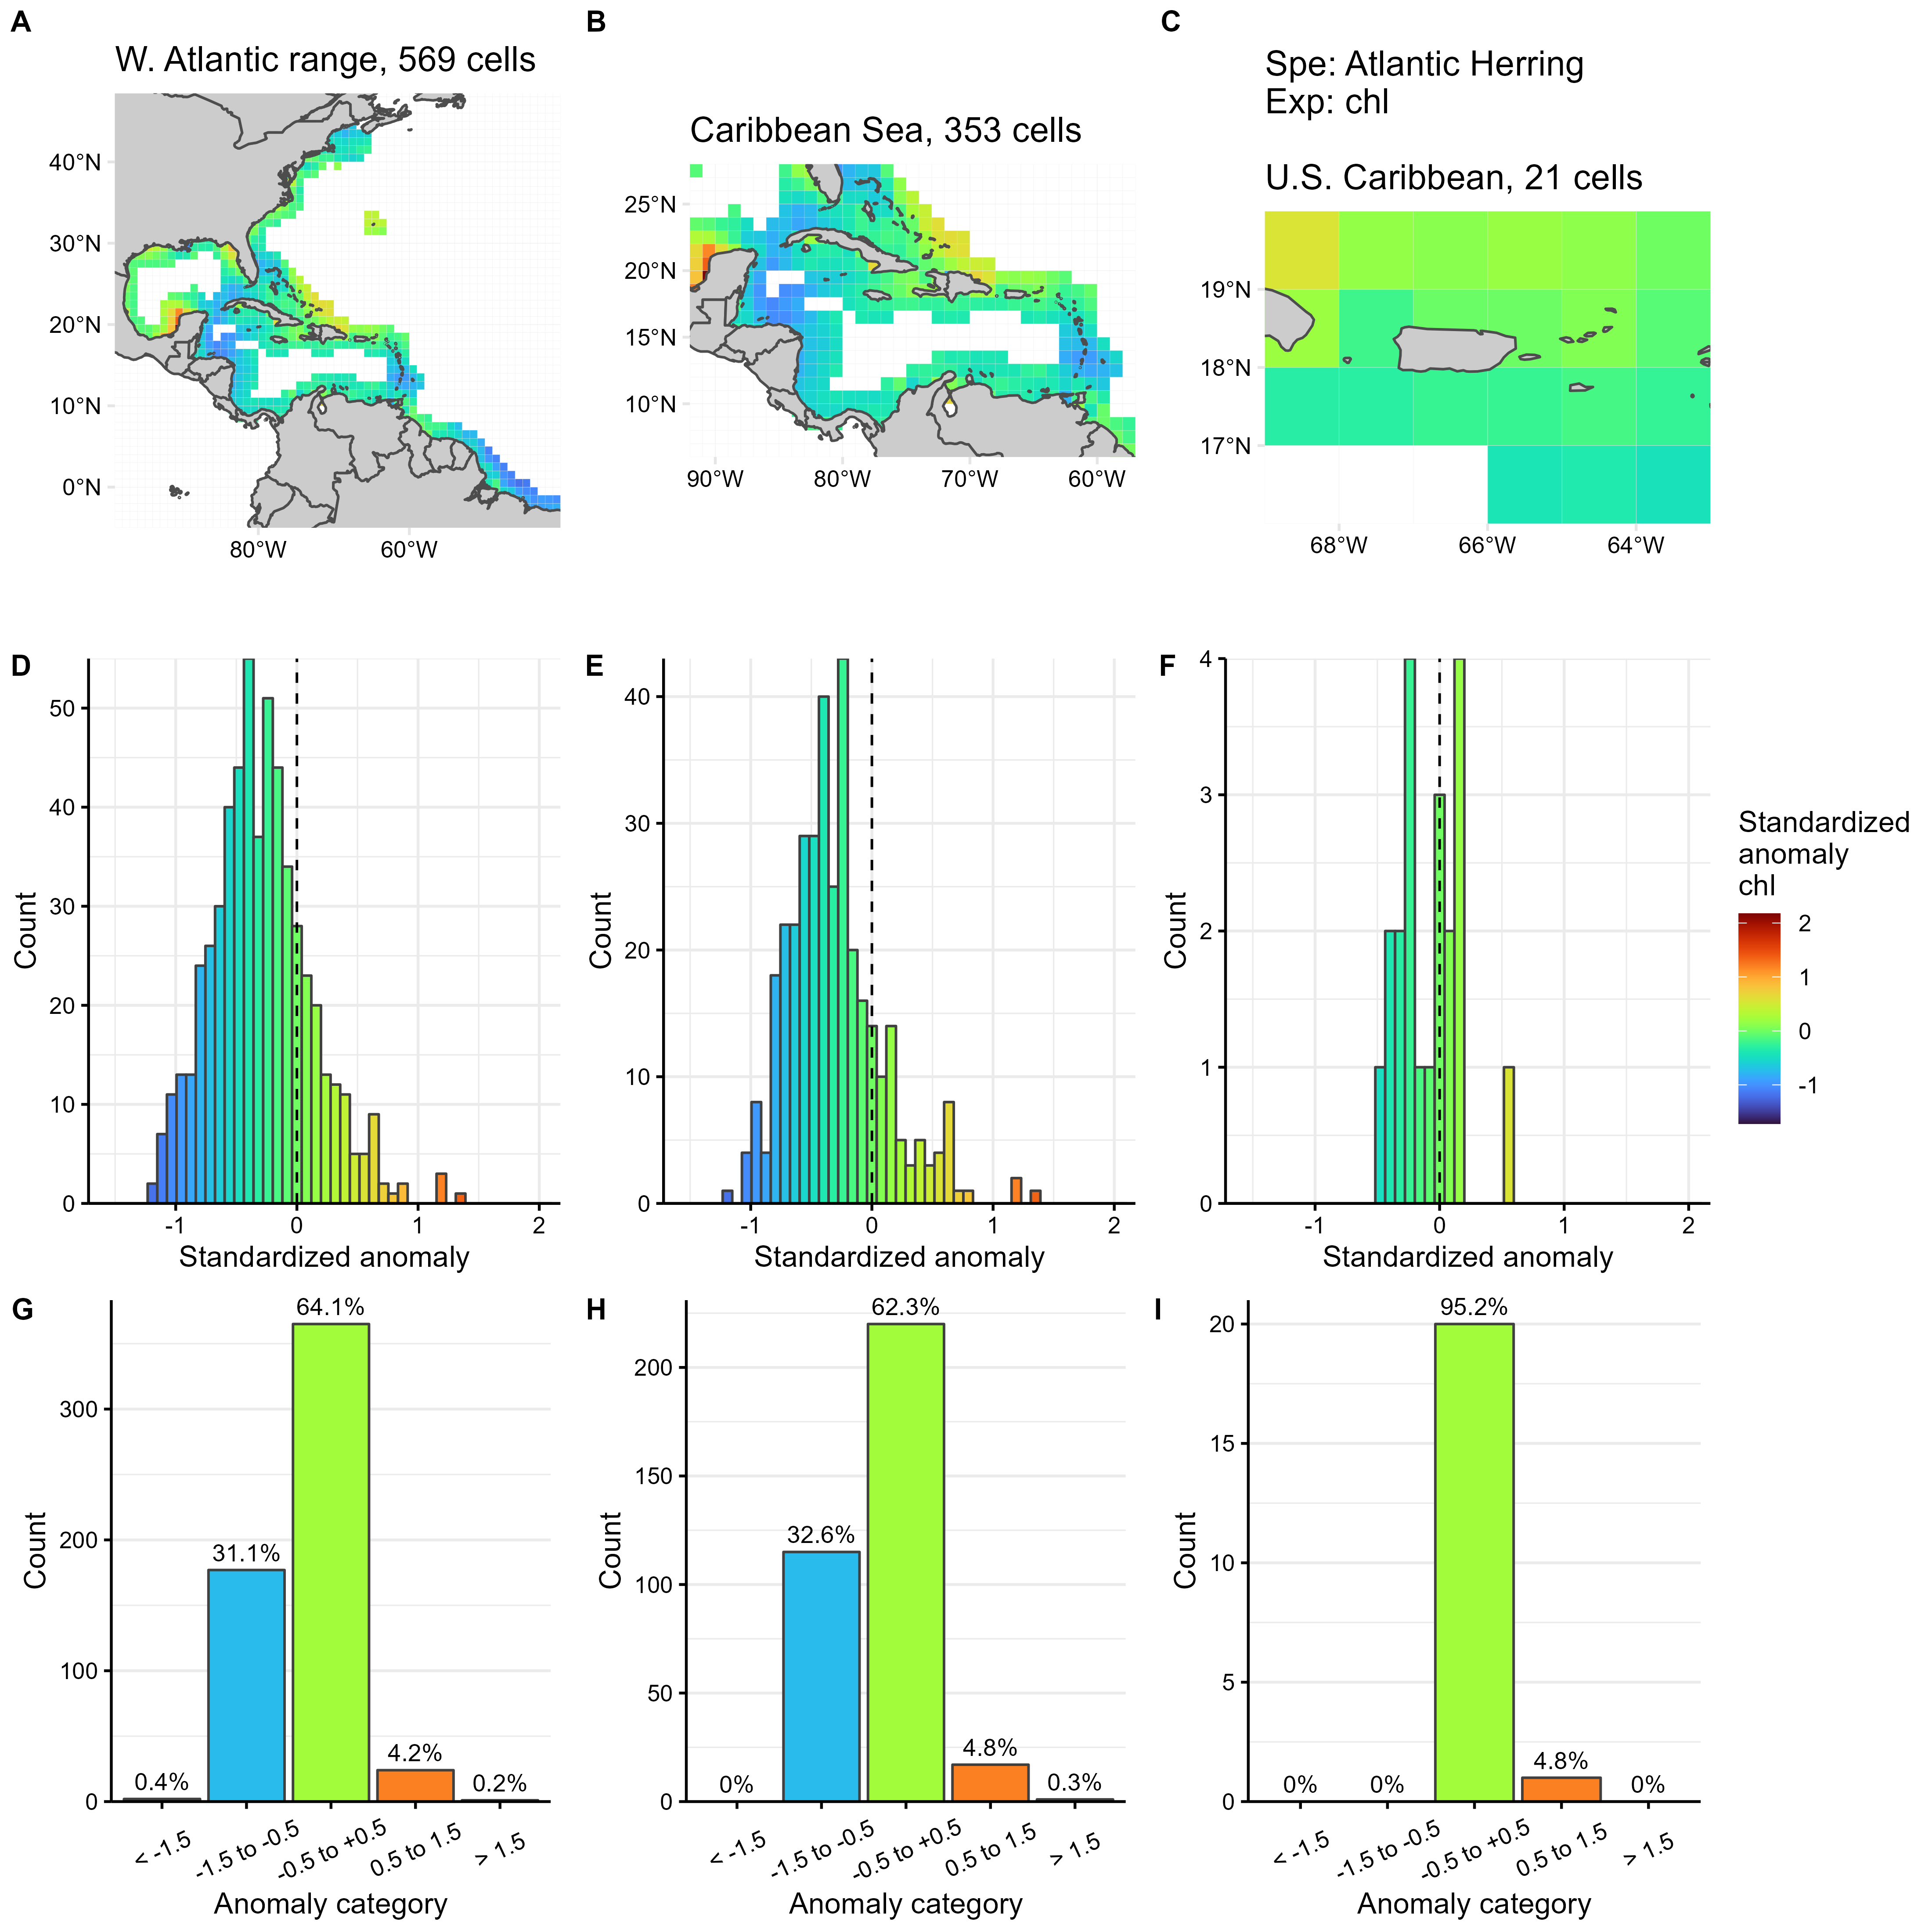 A
B
C
W. Atlantic range, 569 cells
Caribbean Sea, 353 cells
Spe: Atlantic Herring
Exp: chl
U.S. Caribbean, 21 cells
40°N
30°N
20°N
10°N
0°N
80°W
60°W
25°N
20°N
15°N
10°N
90°W
80°W
70°W
60°W
19°N
18°N
17°N
68°W
66°W
64°W
D
Count
50
40
30
20
10
0
-1
0
1
2
Standardized anomaly
E
Count
40
30
20
10
0
-1
0
1
2
Standardized anomaly
F
Count
4
3
2
1
0
-1
0
1
2
Standardized anomaly
Standardized
anomaly
chl
2
1
0
-1
G
Count
300
200
100
0
0.4%
31.1%
64.1%
4.2%
0.2%
< -1.5
-1.5 to -0.5
-0.5 to +0.5
0.5 to 1.5
> 1.5
Anomaly category
H
Count
200
150
100
50
0
0%
32.6%
62.3%
4.8%
0.3%
< -1.5
-1.5 to -0.5
-0.5 to +0.5
0.5 to 1.5
> 1.5
Anomaly category
I
Count
20
15
10
5
0
0%
0%
95.2%
4.8%
0%
< -1.5
-1.5 to -0.5
-0.5 to +0.5
0.5 to 1.5
> 1.5
Anomaly category